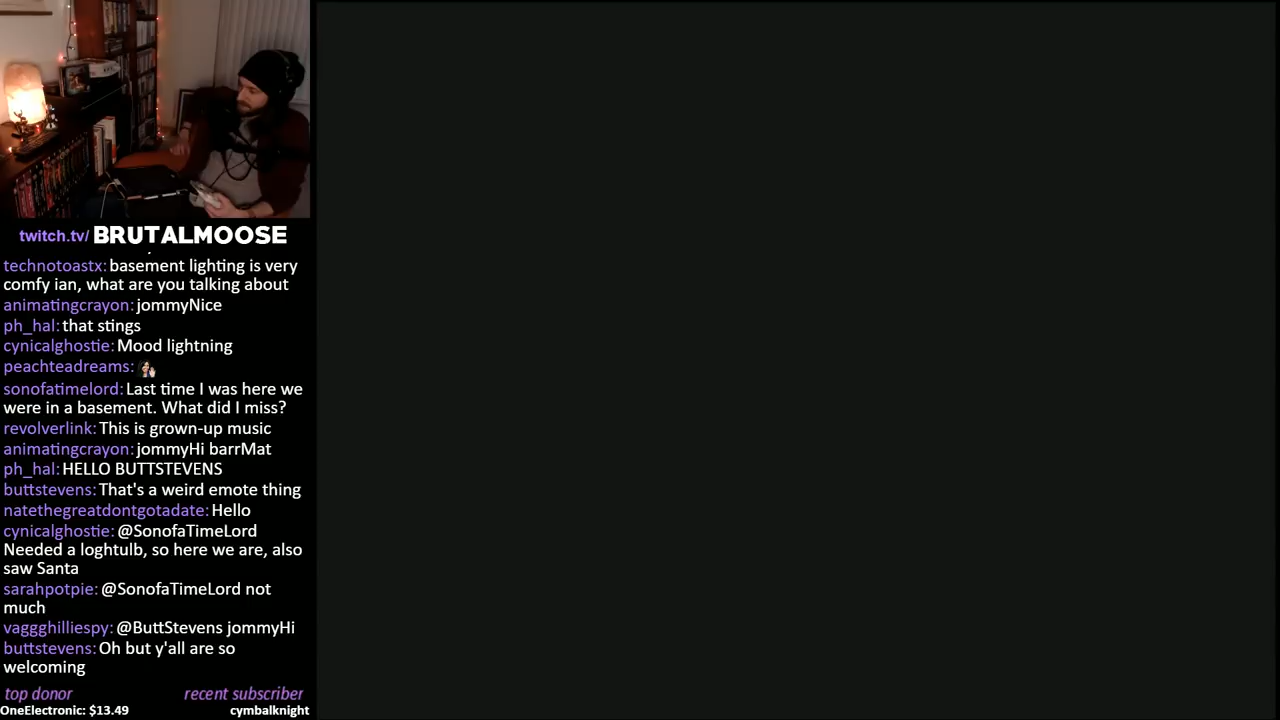 twitch.tv/ BRUTALMOOSE
technotoastx: basement lighting is very
comfy ian, what are you talking about
animatingcrayon: jommyNice
ph_hal: that stings
cynicalghostie: Mood lightning
peachteadreams:
sonofatimelord: Last time I was here we
were in a basement. What did I miss?
revolverlink: This is grown-up music
animatingcrayon: jommyHi barrMat
ph_hal: HELLO BUTTSTEVENS
buttstevens: That's a weird emote thing
natethegreatdontgotadate: Hello
cynicalghostie: @SonofaTimeLord
Needed a loghtulb, so here we are, also
saw Santa
sarahpotpie: @SonofaTimeLord not
much
vaggghilliespy: @ButtStevens jommyHi
buttstevens: Oh but y'all are so
welcoming
top donor recent subscriber
OneElectronic: $13.49 cymbalknight